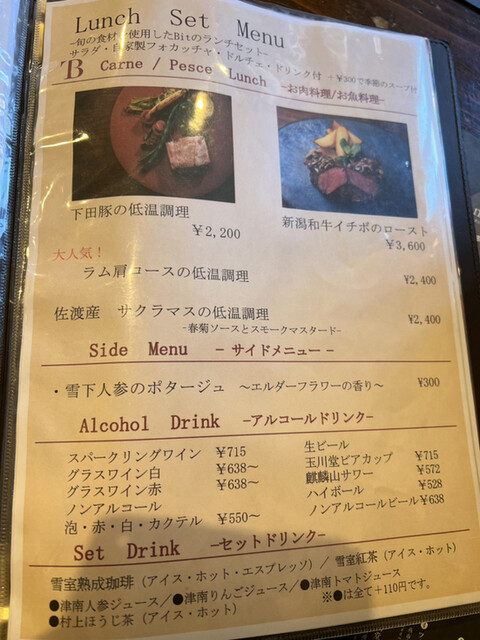 Lunch Set Menu
-旬の食材を使用したBitのランチセット-
サラダ・自家製フォカッチャ・ドルチェ・ドリンク付 +¥300で季節のスープ付
B Carne / Pesce Lunch -お肉料理/お魚料理-
下田豚の低温調理
¥2,200
新潟和牛イチボのロースト
¥3,600
大人気！
ラム肩コースの低温調理 ¥2,400
佐渡産 サクラマスの低温調理 ¥2,400
-春菊ソースとスモークマスタード-
Side Menu -サイドメニュー-
・雪下人参のポタージュ ～エルダーフラワーの香り～ ¥300
Alcohol Drink -アルコールドリンク-
スパークリングワイン ¥715
グラスワイン白 ¥638～
グラスワイン赤 ¥638～
ノンアルコール
泡・赤・白・カクテル ¥550～
生ビール
玉川堂ビアカップ ¥715
麒麟山サワー ¥572
ハイボール ¥528
ノンアルコールビール ¥638
Set Drink -セットドリンク-
雪室熟成珈琲（アイス・ホット・エスプレッソ）/ 雪室紅茶（アイス・ホット）
●津南人参ジュース／●津南りんごジュース／●津南トマトジュース
●村上ほうじ茶（アイス・ホット） ※●は全て＋110円です。